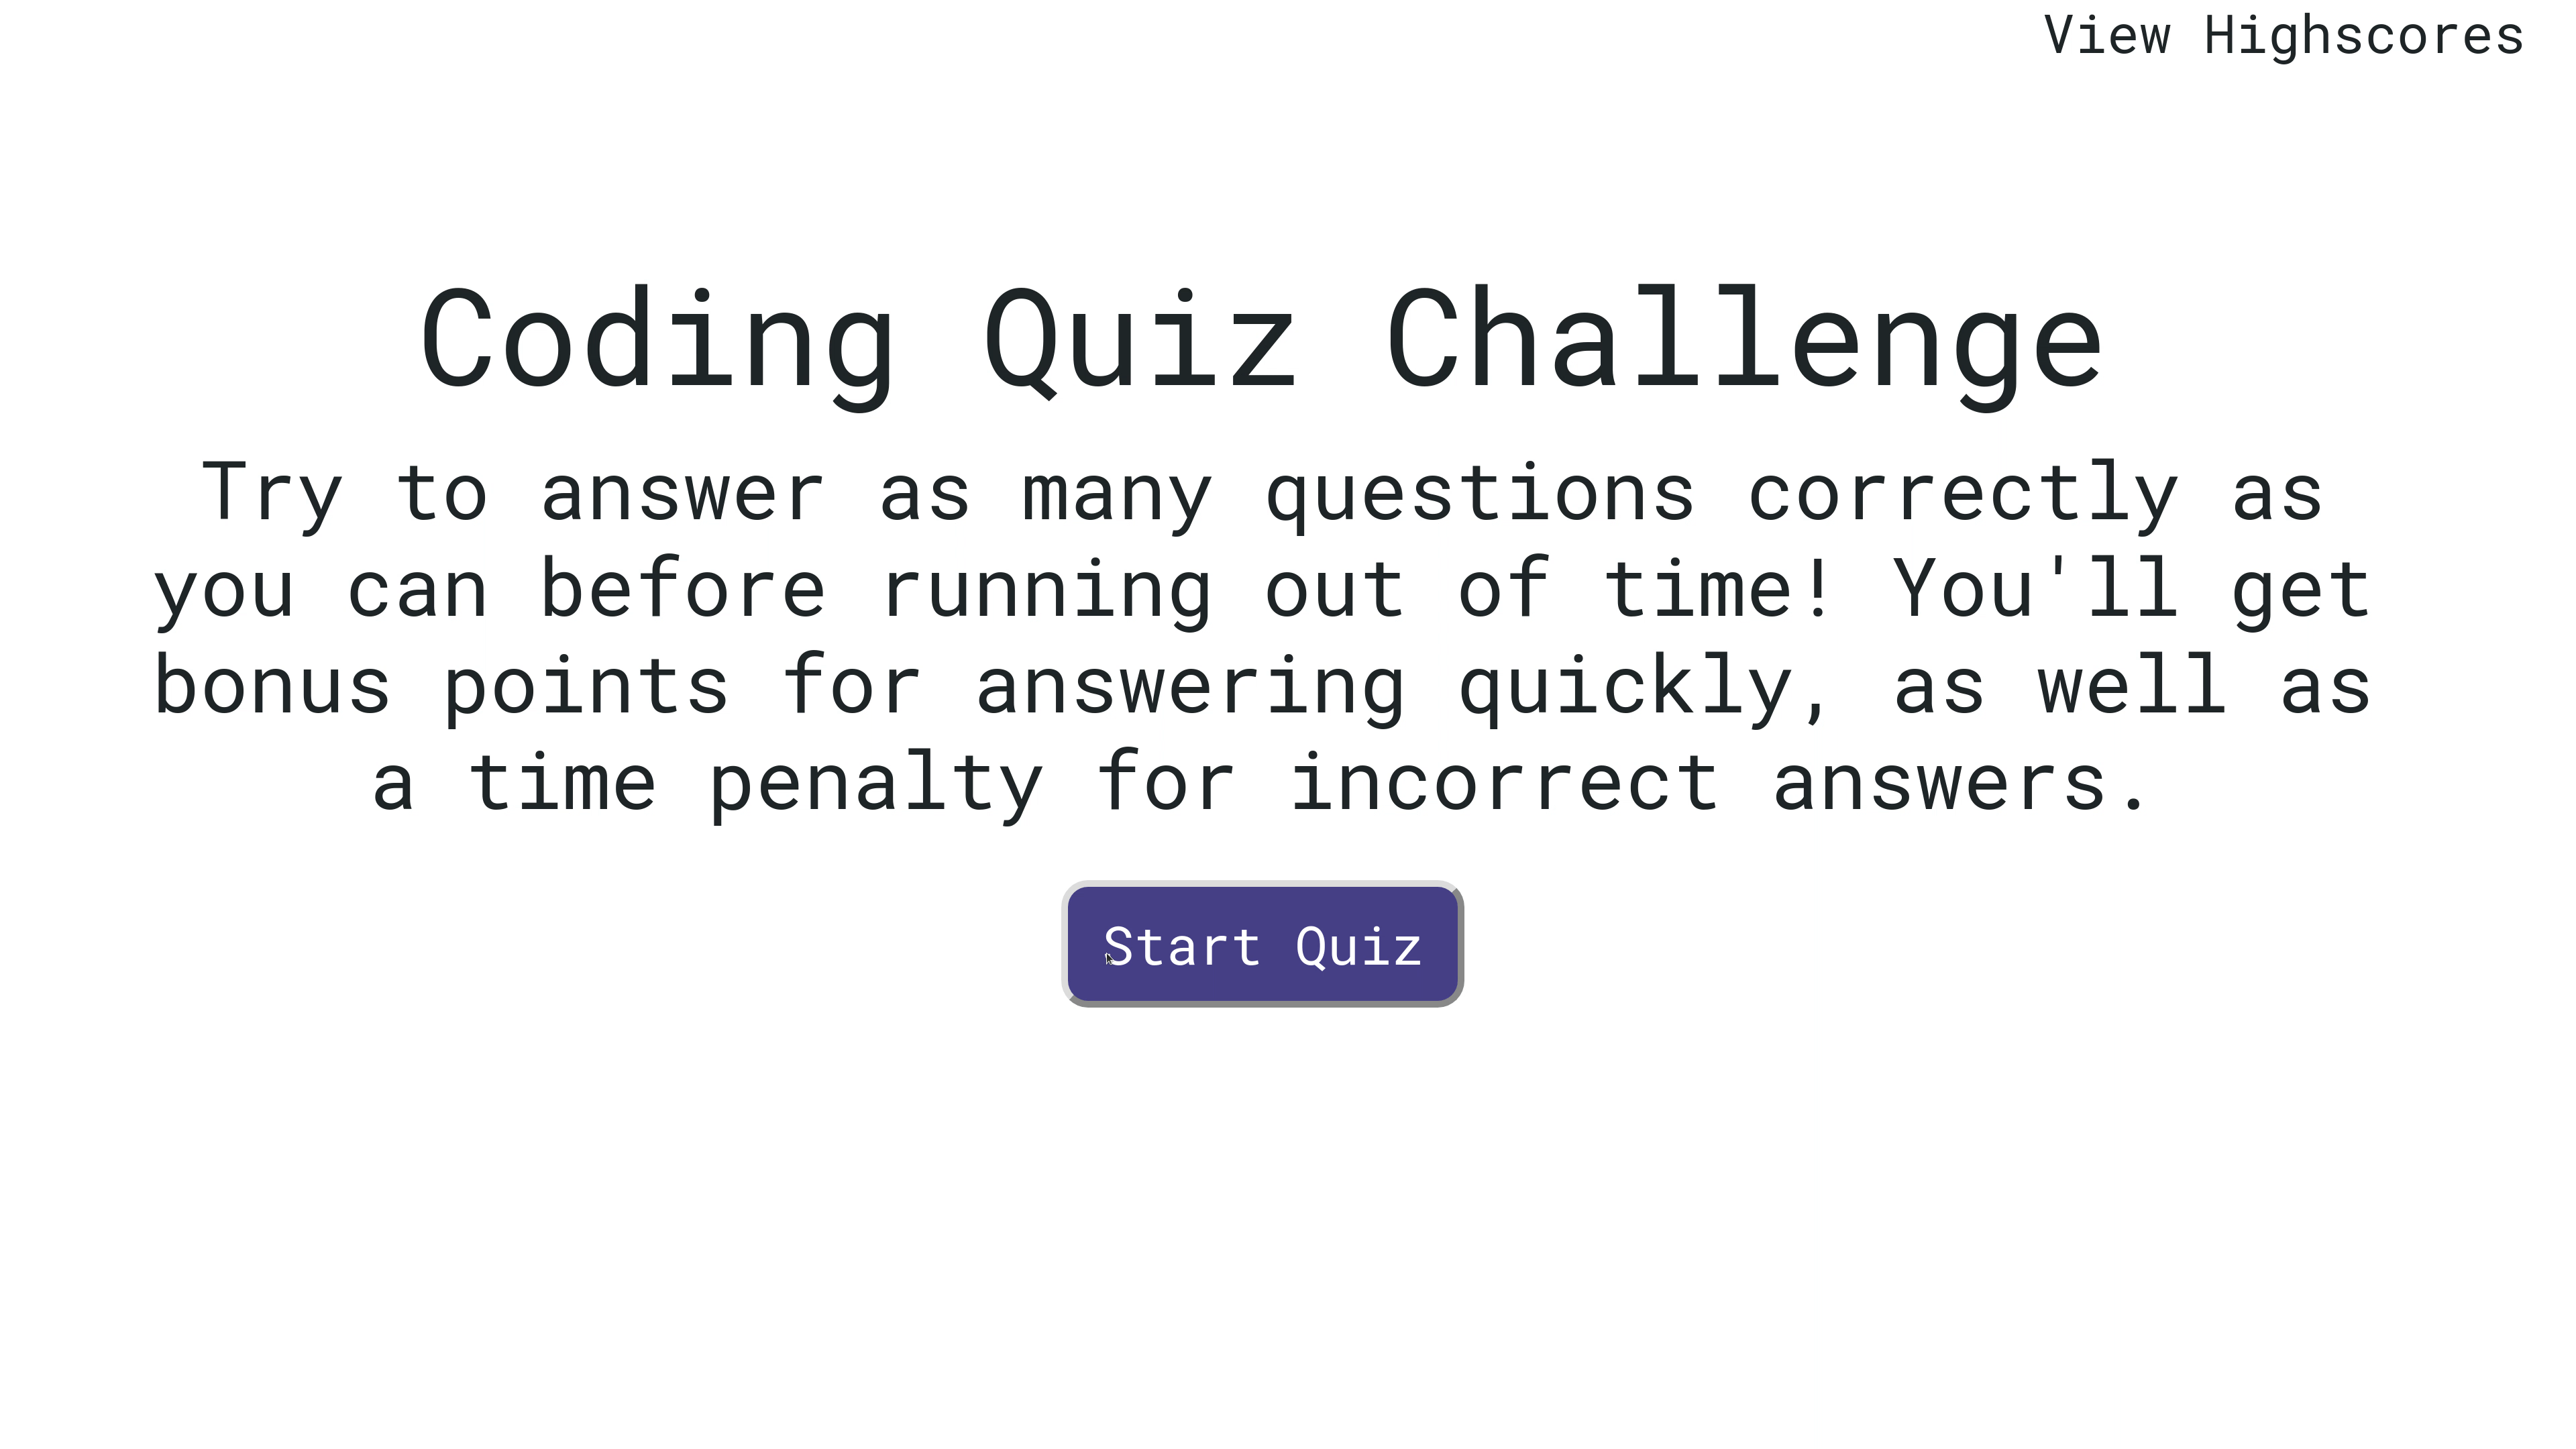 View Highscores
Coding Quiz Challenge
Try to answer as many questions correctly as
you can before running out of time! You'll get
bonus points for answering quickly, as well as
a time penalty for incorrect answers.
Start Quiz